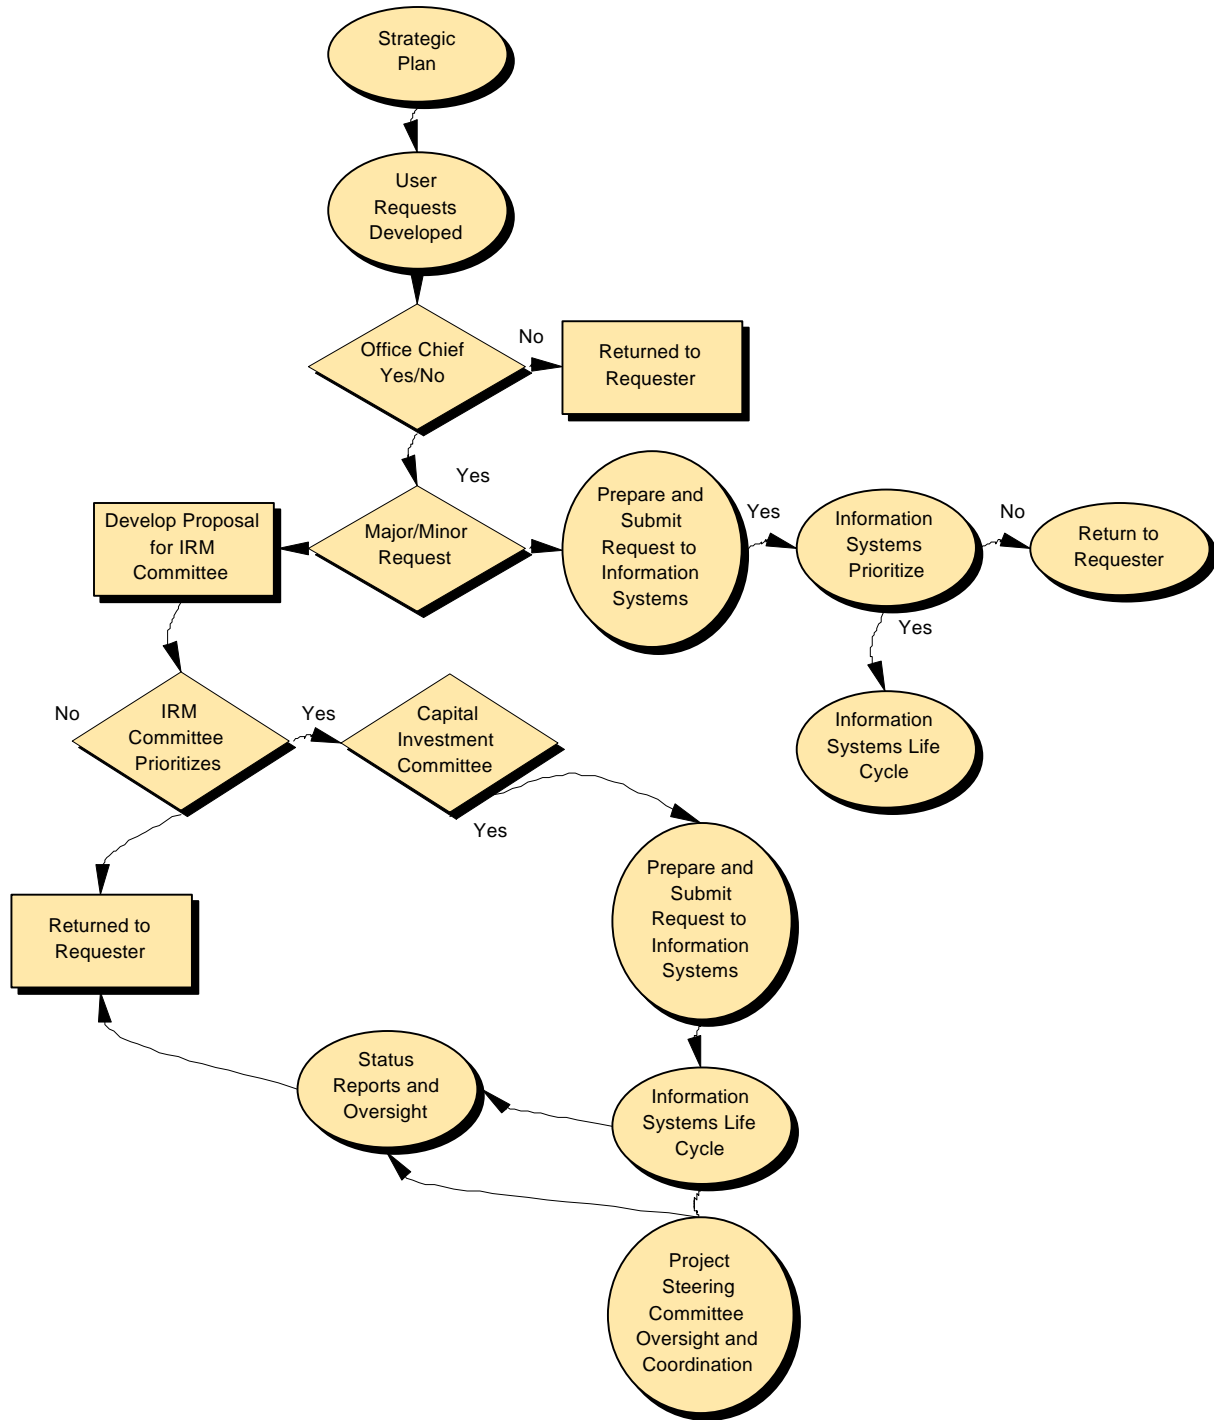 Strategic
Plan
User
Requests
Developed
Office Chief
Yes/No
No
Returned to
Requester
Yes
Develop Proposal
for IRM
Committee
Major/Minor
Request
Prepare and
Submit
Request to
Information
Systems
Yes
Information
Systems
Prioritize
No
Return to
Requester
Yes
Information
Systems Life
Cycle
No
IRM
Committee
Prioritizes
Yes
Capital
Investment
Committee
Yes
Prepare and
Submit
Request to
Information
Systems
Returned to
Requester
Status
Reports and
Oversight
Information
Systems Life
Cycle
Project
Steering
Committee
Oversight and
Coordination